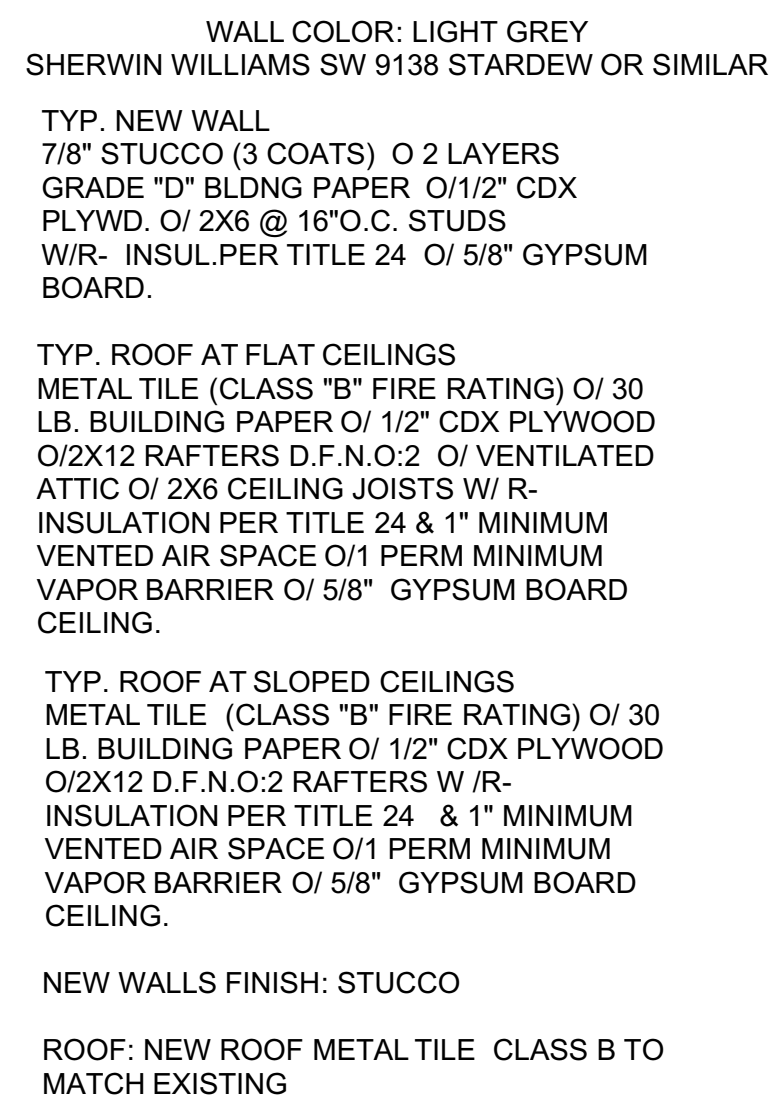 WALL COLOR: LIGHT GREY
SHERWIN WILLIAMS SW 9138 STARDEW OR SIMILAR
TYP. NEW WALL
7/8" STUCCO (3 COATS) O 2 LAYERS
GRADE "D" BLDNG PAPER O/1/2" CDX
PLYWD. O/ 2X6 @ 16"O.C. STUDS
W/R- INSUL.PER TITLE 24 O/ 5/8" GYPSUM
BOARD.
TYP. ROOF AT FLAT CEILINGS
METAL TILE (CLASS "B" FIRE RATING) O/ 30
LB. BUILDING PAPER O/ 1/2" CDX PLYWOOD
O/2X12 RAFTERS D.F.N.O:2 O/ VENTILATED
ATTIC O/ 2X6 CEILING JOISTS W/ R-
INSULATION PER TITLE 24 & 1" MINIMUM
VENTED AIR SPACE O/1 PERM MINIMUM
VAPOR BARRIER O/ 5/8" GYPSUM BOARD
CEILING.
TYP. ROOF AT SLOPED CEILINGS
METAL TILE (CLASS "B" FIRE RATING) O/ 30
LB. BUILDING PAPER O/ 1/2" CDX PLYWOOD
O/2X12 D.F.N.O:2 RAFTERS W /R-
INSULATION PER TITLE 24 & 1" MINIMUM
VENTED AIR SPACE O/1 PERM MINIMUM
VAPOR BARRIER O/ 5/8" GYPSUM BOARD
CEILING.
NEW WALLS FINISH: STUCCO
ROOF: NEW ROOF METAL TILE CLASS B TO
MATCH EXISTING